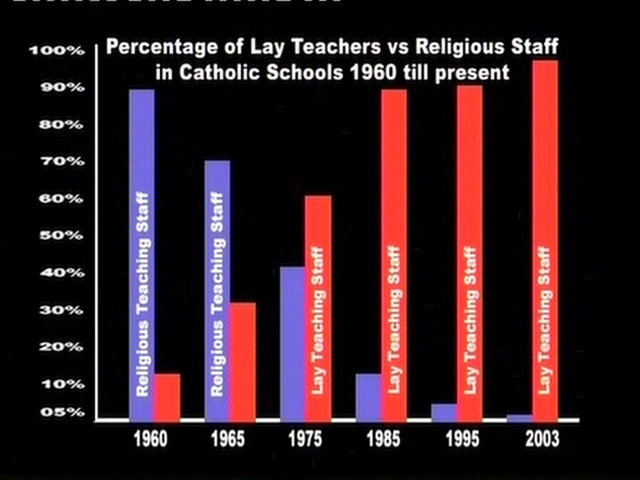 Percentage of Lay Teachers vs Religious Staff
in Catholic Schools 1960 till present
100%
90%
80%
70%
60%
50%
40%
30%
20%
10%
05%
Religious Teaching Staff
Religious Teaching Staff
Lay Teaching Staff
Lay Teaching Staff
Lay Teaching Staff
Lay Teaching Staff
1960 1965 1975 1985 1995 2003